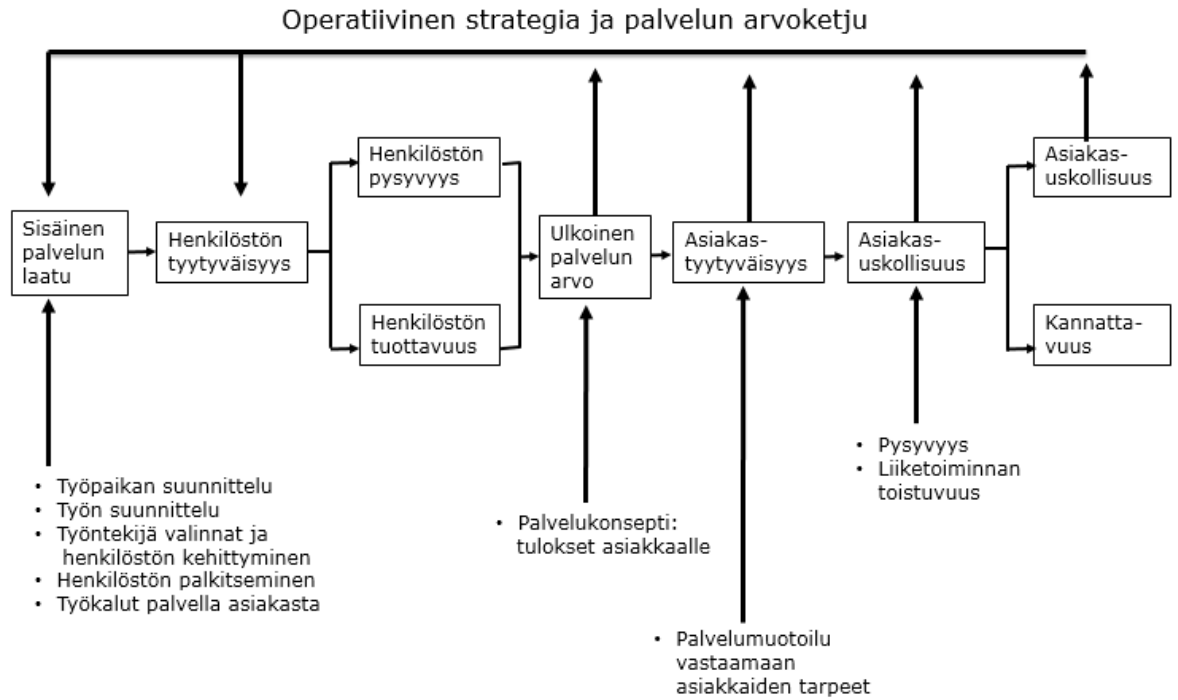 Operatiivinen strategia ja palvelun arvoketju
Sisäinen
palvelun
laatu
Henkilöstön
tyytyväisyys
Henkilöstön
pysyvyys
Henkilöstön
tuottavuus
Ulkoinen
palvelun
arvo
Asiakas-
tyytyväisyys
Asiakas-
uskollisuus
Asiakas-
uskollisuus
Kannatta-
vuus
• Työpaikan suunnittelu
• Työn suunnittelu
• Työntekijä valinnat ja
henkilöstön kehittyminen
• Henkilöstön palkitseminen
• Työkalut palvella asiakasta
• Palvelukonsepti:
tulokset asiakkaalle
• Palvelumuotoilu
vastaamaan
asiakkaiden tarpeet
• Pysyvyys
• Liiketoiminnan
toistuvuus